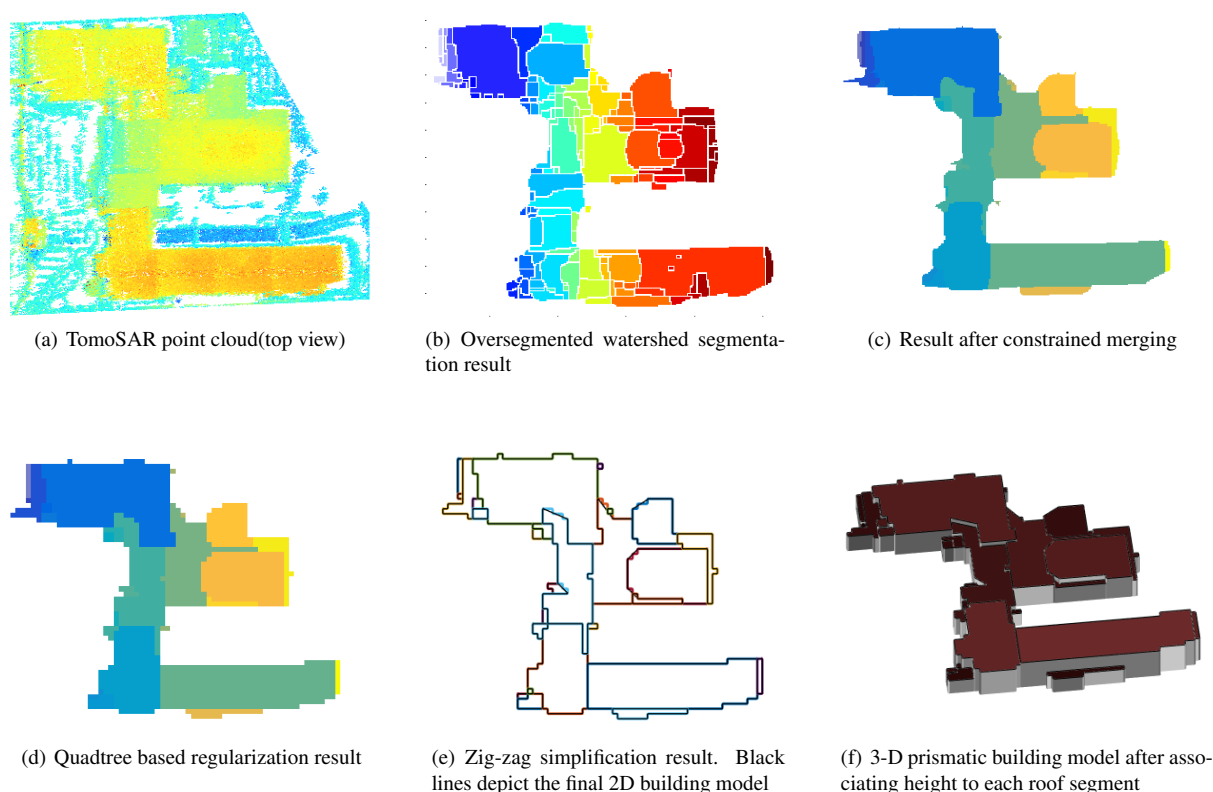 (a) TomoSAR point cloud(top view)
(b) Oversegmented watershed segmenta-
tion result
(c) Result after constrained merging
(d) Quadtree based regularization result
(e) Zig-zag simplification result. Black
lines depict the final 2D building model
(f) 3-D prismatic building model after asso-
ciating height to each roof segment